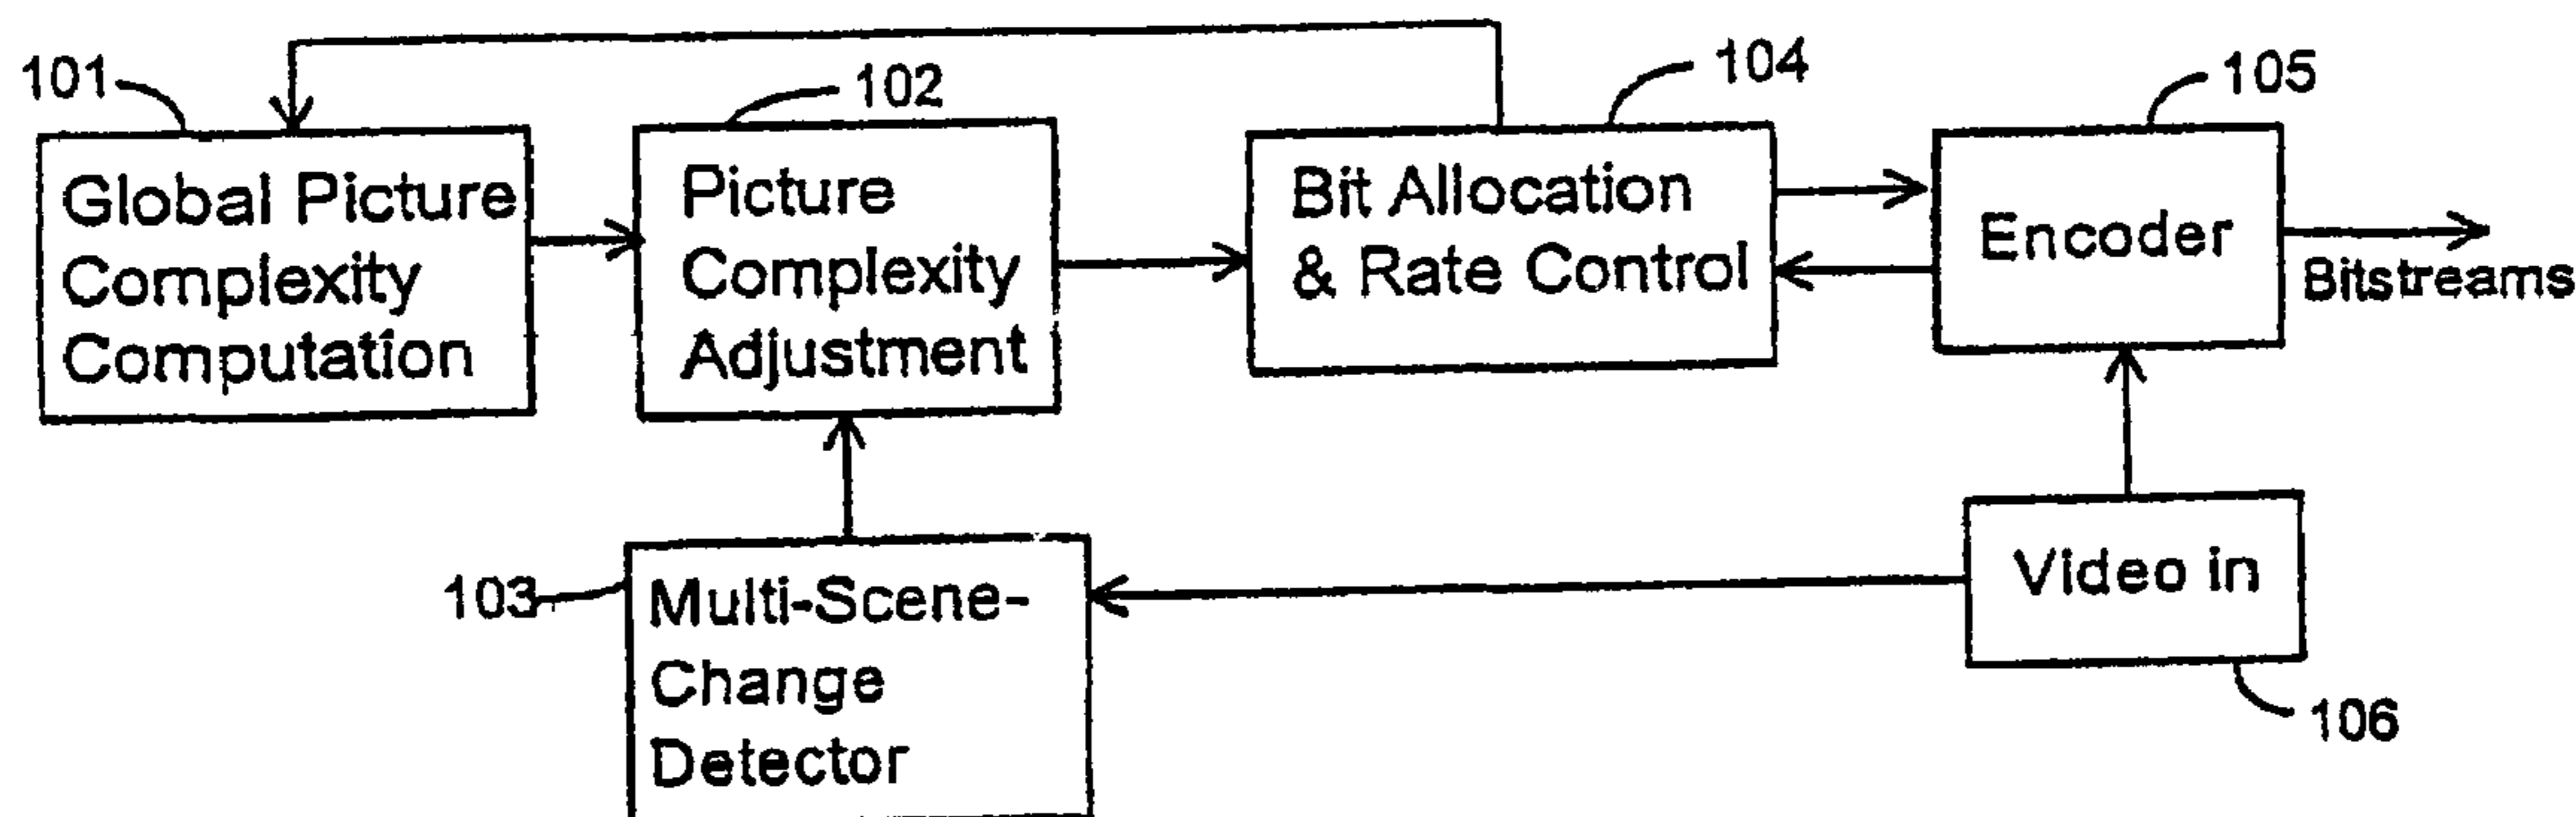 101
102
104
105
Global Picture
Complexity
Computation
Picture
Complexity
Adjustment
Bit Allocation
& Rate Control
Encoder
Bitstreams
103
Multi-Scene-
Change
Detector
Video in
106